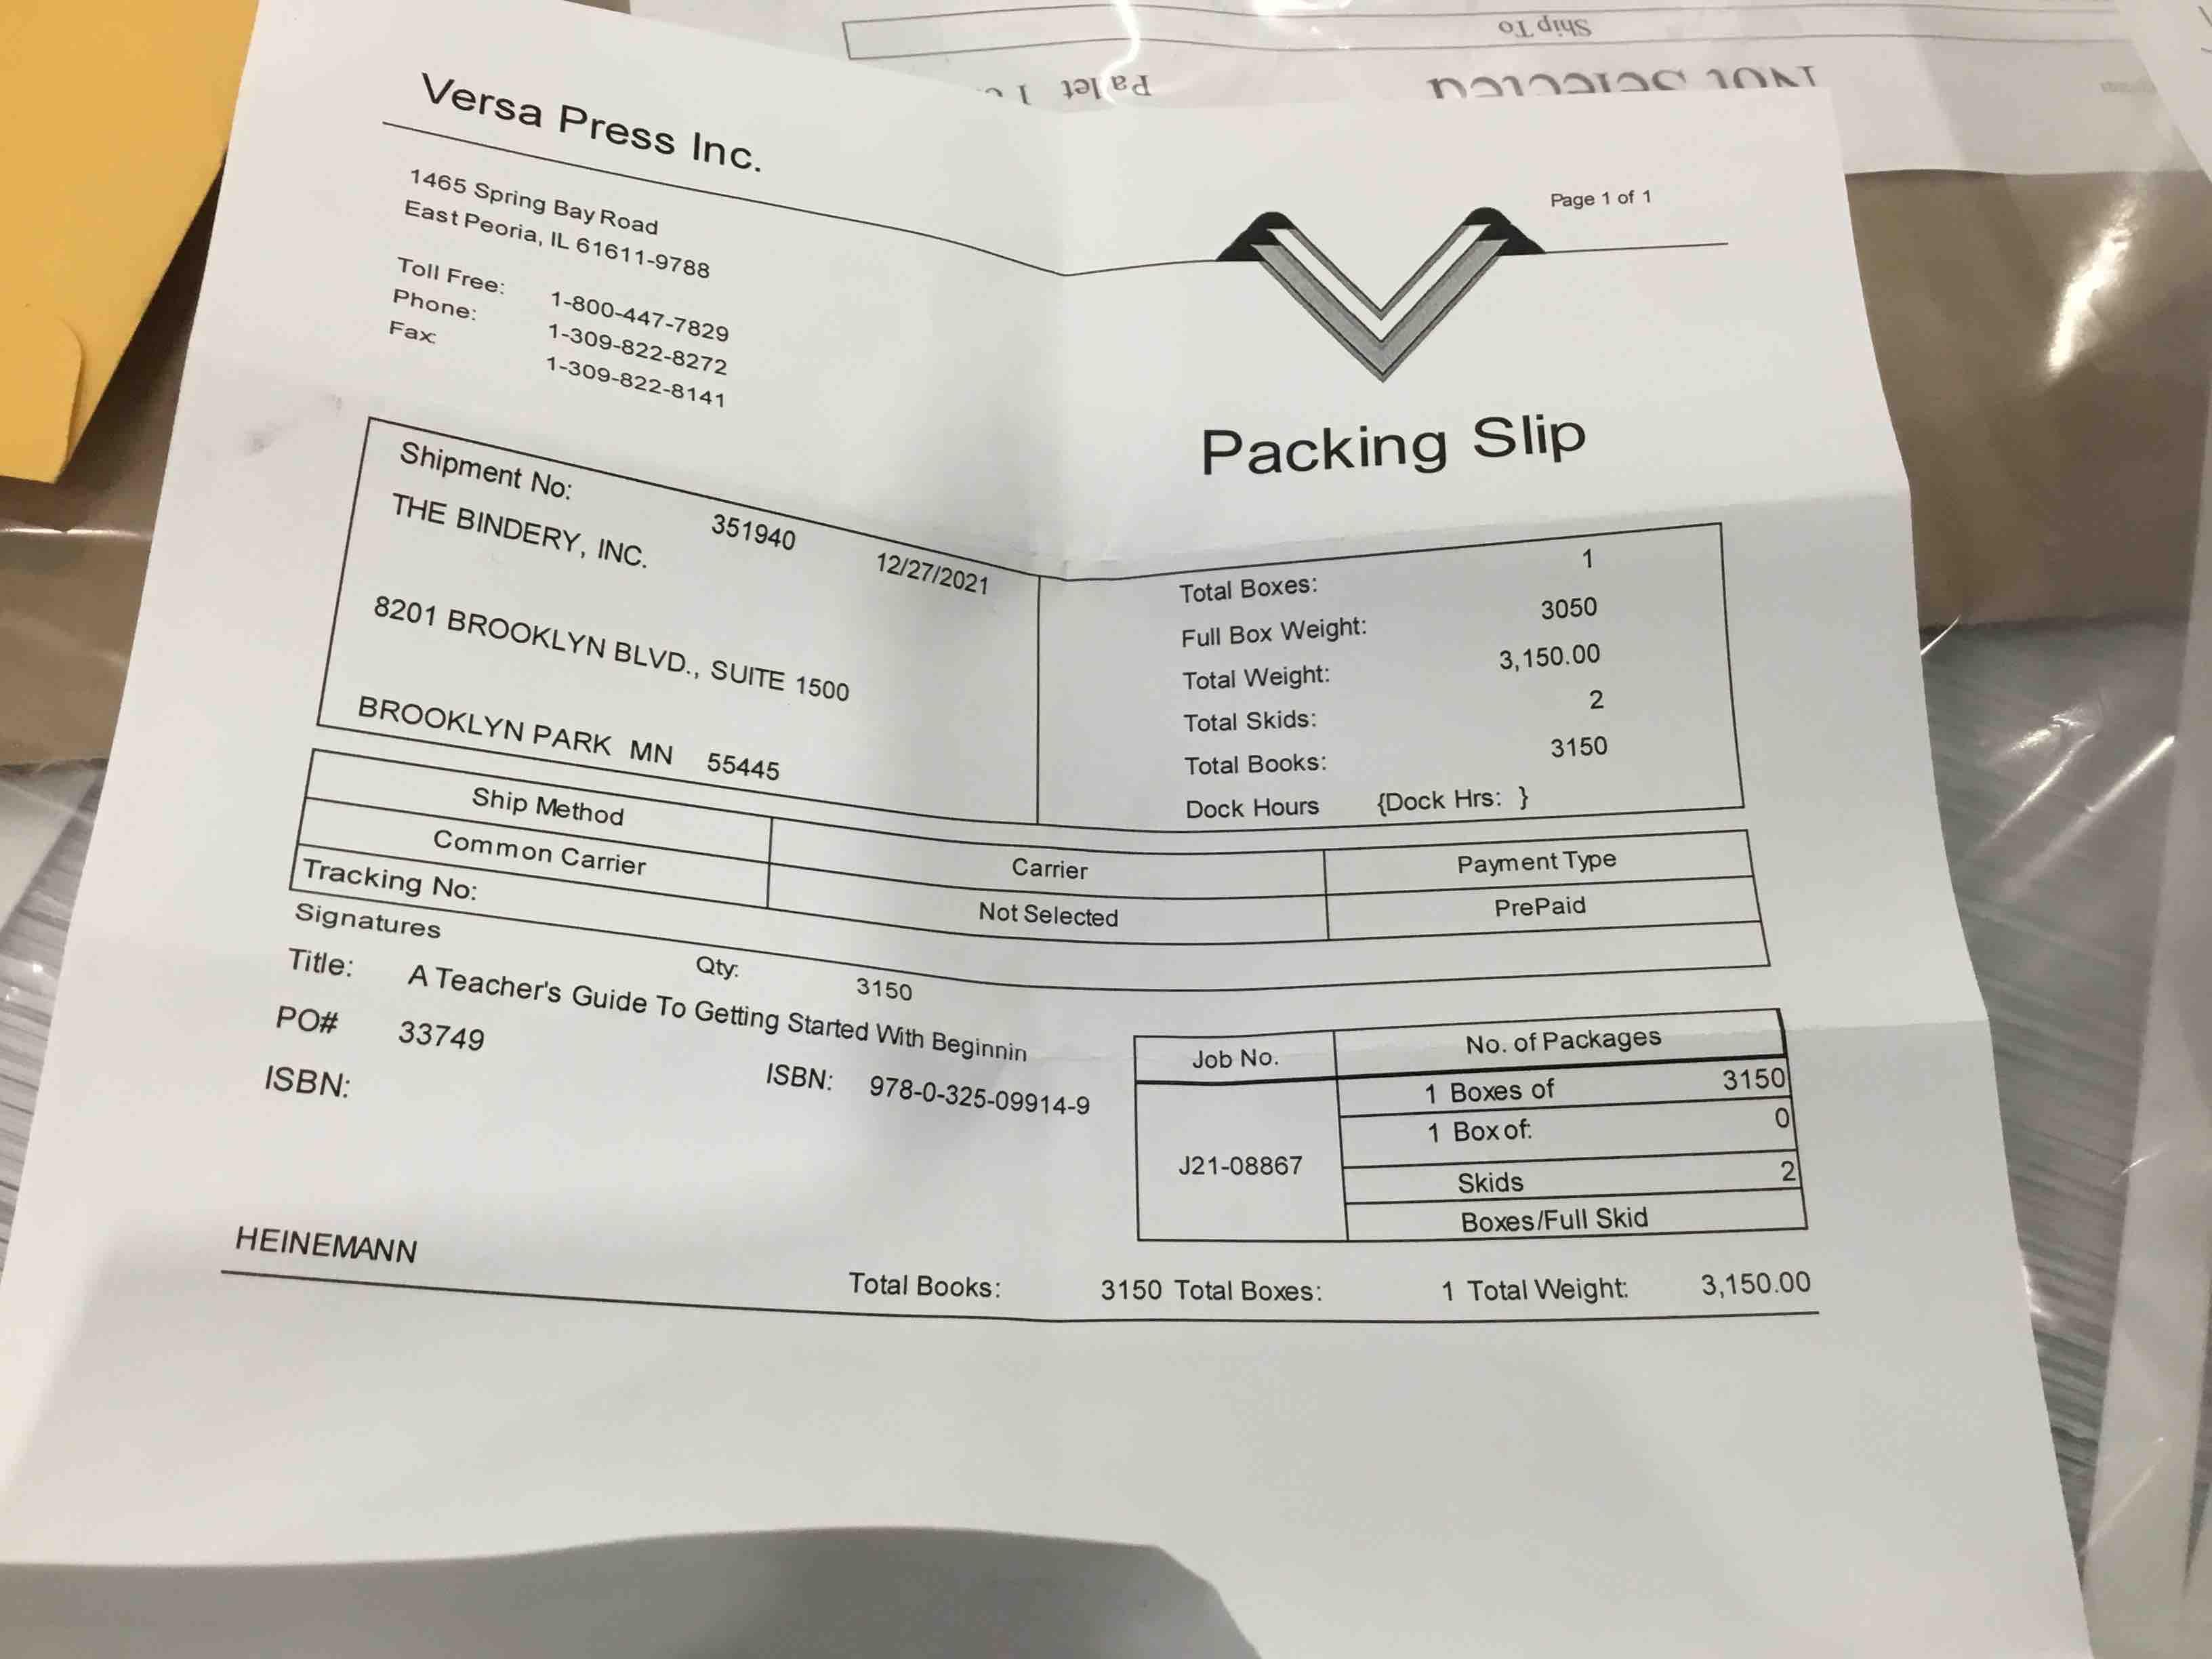 Ship To
Pallet 1
Not Selected
Versa Press Inc.
Page 1 of 1
1465 Spring Bay Road
East Peoria, IL 61611-9788
Toll Free: 1-800-447-7829
Phone: 1-309-822-8272
Fax: 1-309-822-8141
Packing Slip
Shipment No: 351940 12/27/2021
THE BINDERY, INC.
8201 BROOKLYN BLVD., SUITE 1500
BROOKLYN PARK MN 55445
Total Boxes: 1
Full Box Weight: 3050
Total Weight: 3,150.00
Total Skids: 2
Total Books: 3150
Dock Hours {Dock Hrs: }
Ship Method Carrier Payment Type
Common Carrier Not Selected PrePaid
Tracking No:
Signatures Qty: 3150
Title: A Teacher's Guide To Getting Started With Beginnin
PO# 33749 ISBN: 978-0-325-09914-9
ISBN:
Job No. No. of Packages
J21-08867
1 Boxes of 3150
1 Box of: 0
Skids 2
Boxes/Full Skid
HEINEMANN
Total Books: 3150 Total Boxes: 1 Total Weight: 3,150.00